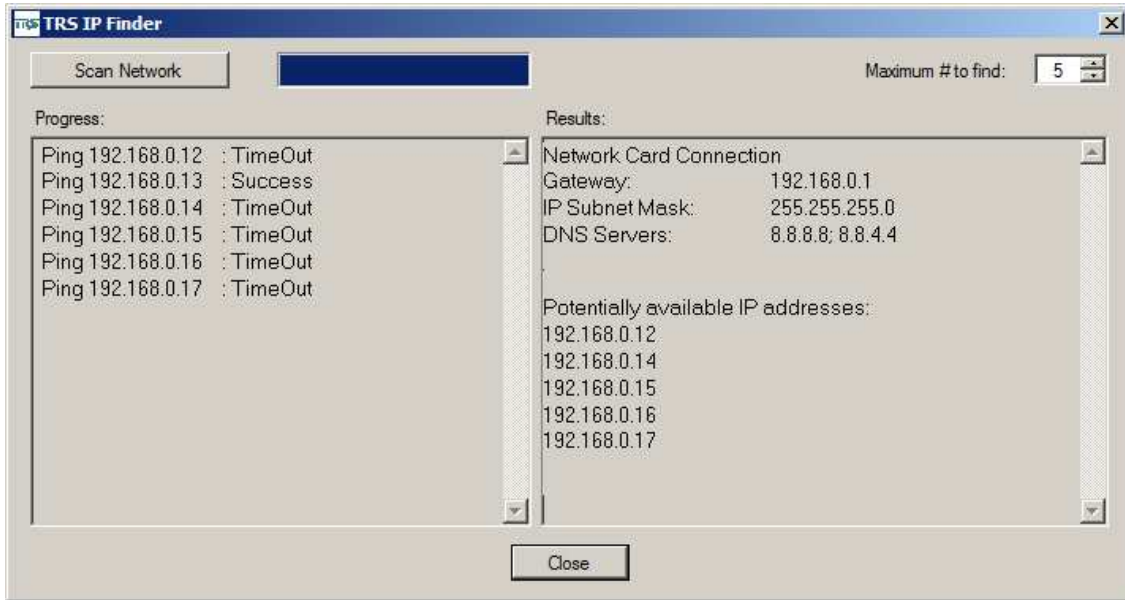 TRS TRS IP Finder
Scan Network
Maximum # to find: 5
Progress:
Ping 192.168.0.12 : TimeOut
Ping 192.168.0.13 : Success
Ping 192.168.0.14 : TimeOut
Ping 192.168.0.15 : TimeOut
Ping 192.168.0.16 : TimeOut
Ping 192.168.0.17 : TimeOut
Results:
Network Card Connection
Gateway: 192.168.0.1
IP Subnet Mask: 255.255.255.0
DNS Servers: 8.8.8.8; 8.8.4.4
.
Potentially available IP addresses:
192.168.0.12
192.168.0.14
192.168.0.15
192.168.0.16
192.168.0.17
Close